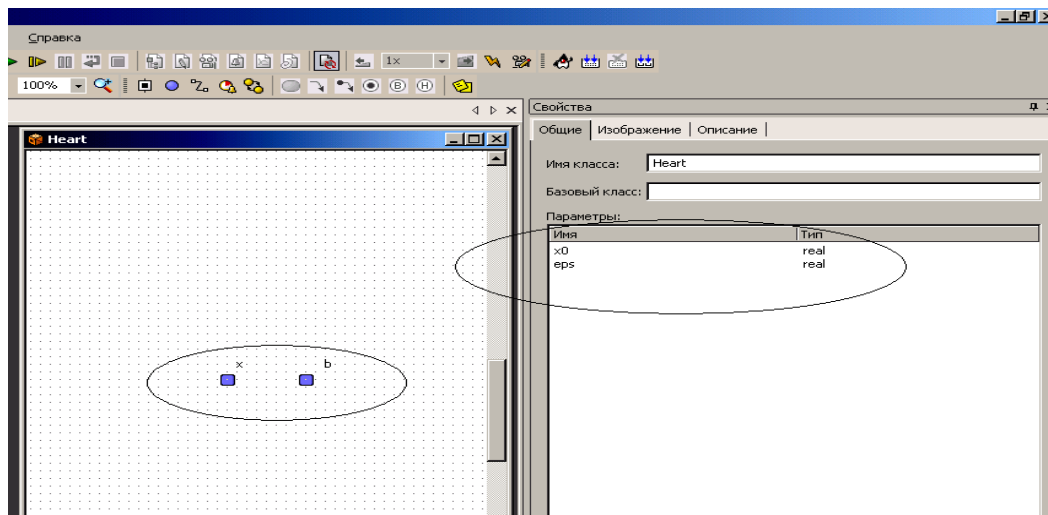 Справка
1x
100%
B
H
Heart
x
b
Свойства
Общие
Изображение
Описание
Имя класса:
Heart
Базовый класс:
Параметры:
Имя
Тип
x0
real
eps
real